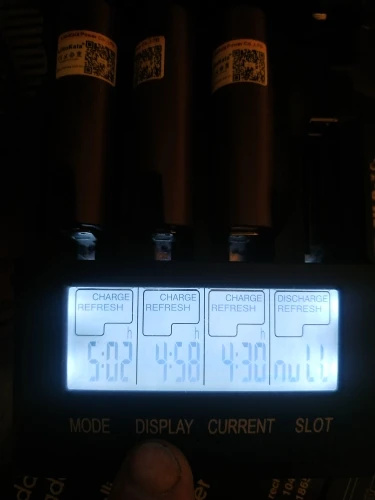 CHARGE CHARGE CHARGE DISCHARGE
REFRESH REFRESH REFRESH REFRESH
h h h
5:02 4:58 4:30 null
MODE DISPLAY CURRENT SLOT